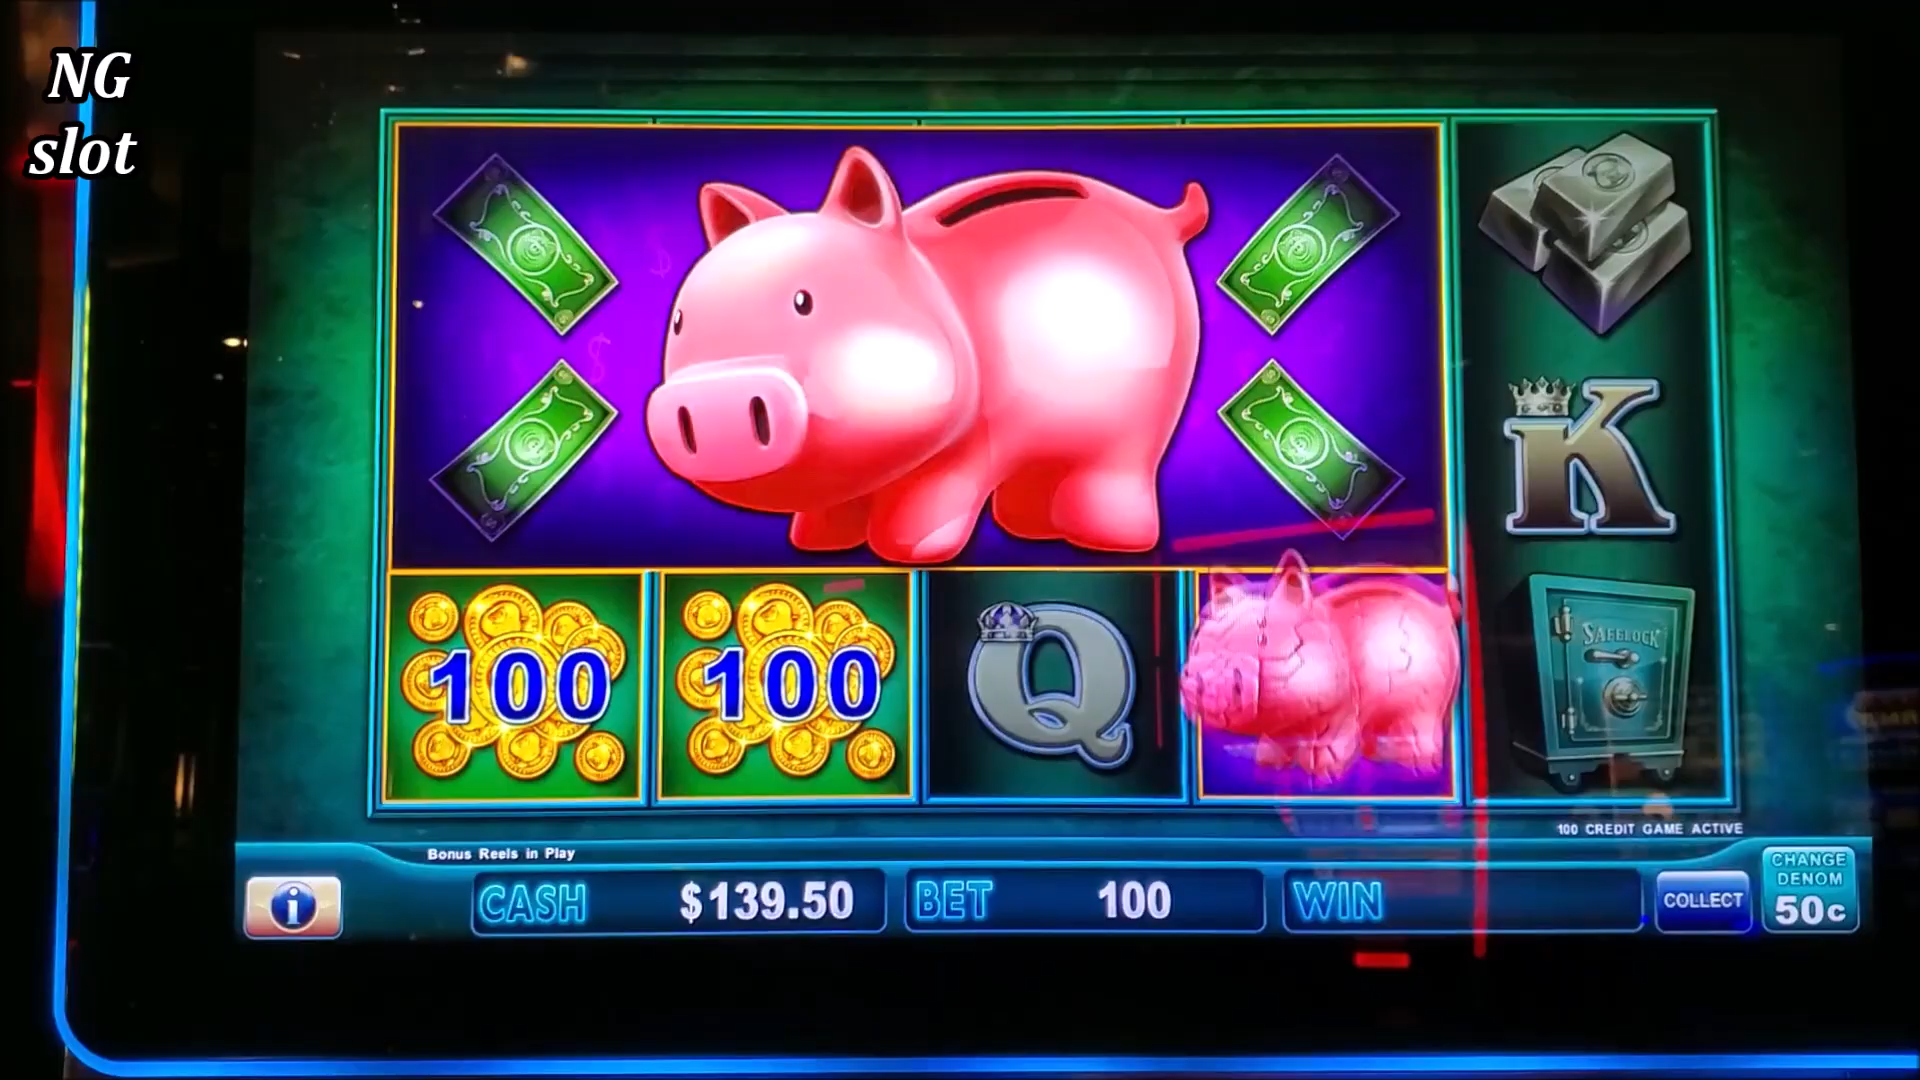 NG
slot
K
100
100
Q
SAFELOCK
100 CREDIT GAME ACTIVE
Bonus Reels in Play
CASH $139.50
BET 100
WIN
COLLECT
CHANGE
DENOM
50c
i